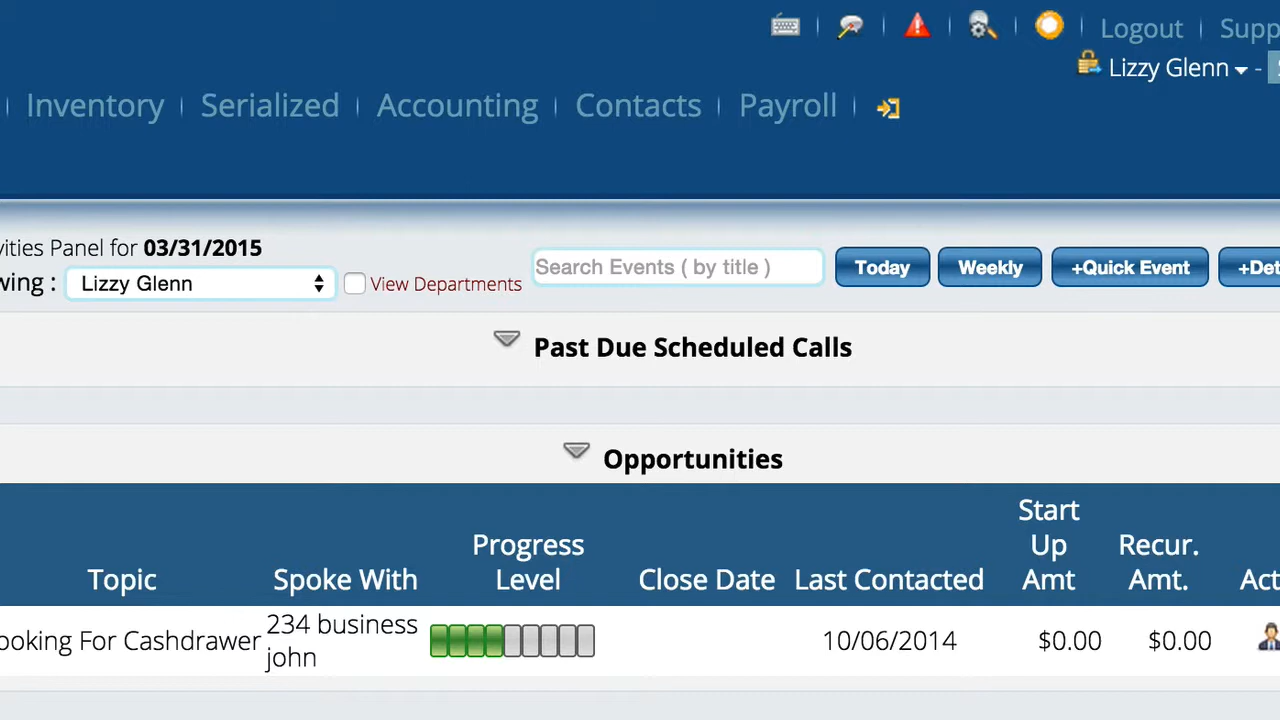 Logout Supp
Lizzy Glenn -
Inventory Serialized Accounting Contacts Payroll
vities Panel for 03/31/2015
wing : Lizzy Glenn View Departments Search Events ( by title ) Today Weekly +Quick Event +Det
Past Due Scheduled Calls
Opportunities
Topic Spoke With Progress Level Close Date Last Contacted Start Up Amt Recur. Amt. Act
ooking For Cashdrawer 234 business john 10/06/2014 $0.00 $0.00